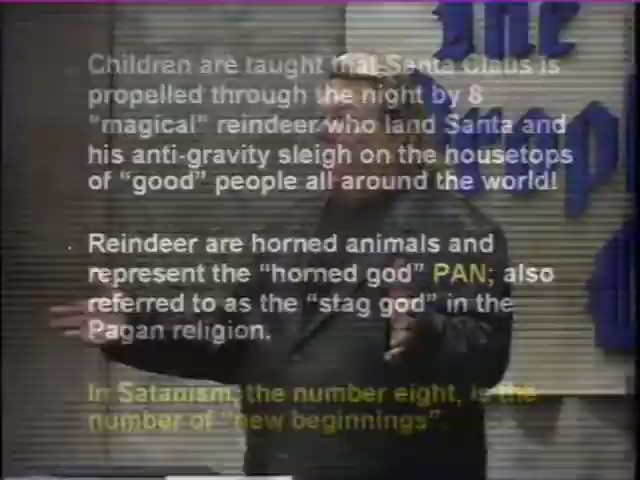 The
Children are taught that Santa Claus is
propelled through the night by 8
"magical" reindeer who land Santa and
his anti-gravity sleigh on the housetops
of "good" people all around the world!
Reindeer are horned animals and
represent the "horned god" PAN; also
referred to as the "stag god" in the
Pagan religion.
In Satanism, the number eight, is the
number of "new beginnings".